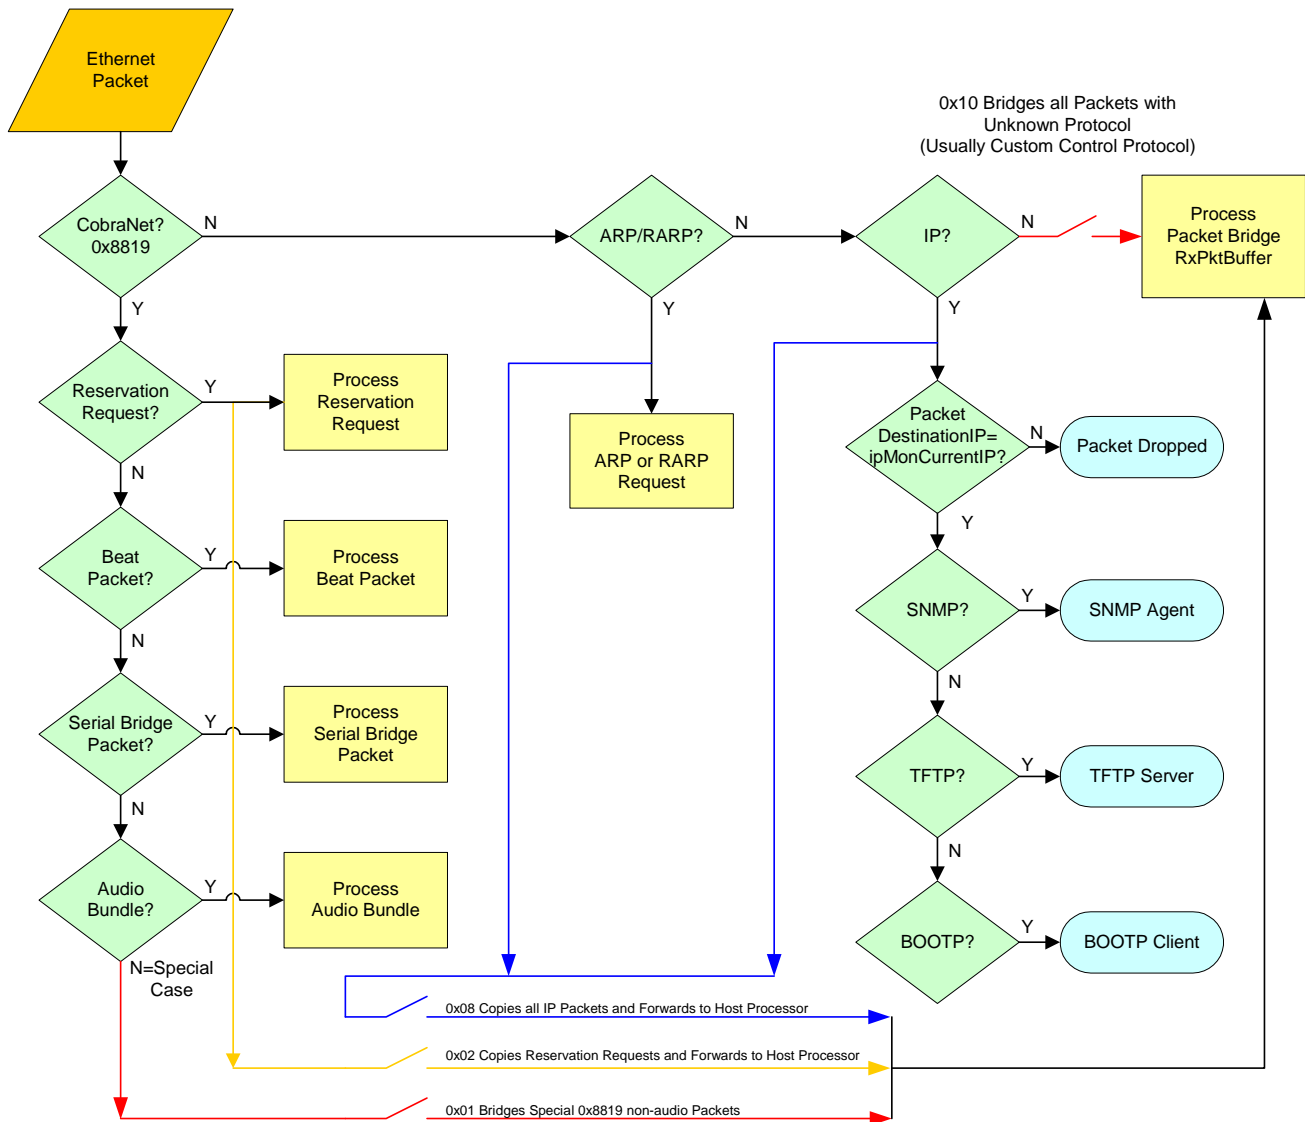 Ethernet
Packet
0x10 Bridges all Packets with
Unknown Protocol
(Usually Custom Control Protocol)
CobraNet?
0x8819
N
ARP/RARP?
N
IP?
N
Process
Packet Bridge
RxPktBuffer
Y
Y
Y
Reservation
Request?
Y
Process
Reservation
Request
Process
ARP or RARP
Request
Packet
DestinationIP=
ipMonCurrentIP?
N
Packet Dropped
N
Y
Beat
Packet?
Y
Process
Beat Packet
SNMP?
Y
SNMP Agent
N
N
Serial Bridge
Packet?
Y
Process
Serial Bridge
Packet
TFTP?
Y
TFTP Server
N
N
Audio
Bundle?
Y
Process
Audio Bundle
BOOTP?
Y
BOOTP Client
N=Special
Case
0x08 Copies all IP Packets and Forwards to Host Processor
0x02 Copies Reservation Requests and Forwards to Host Processor
0x01 Bridges Special 0x8819 non-audio Packets